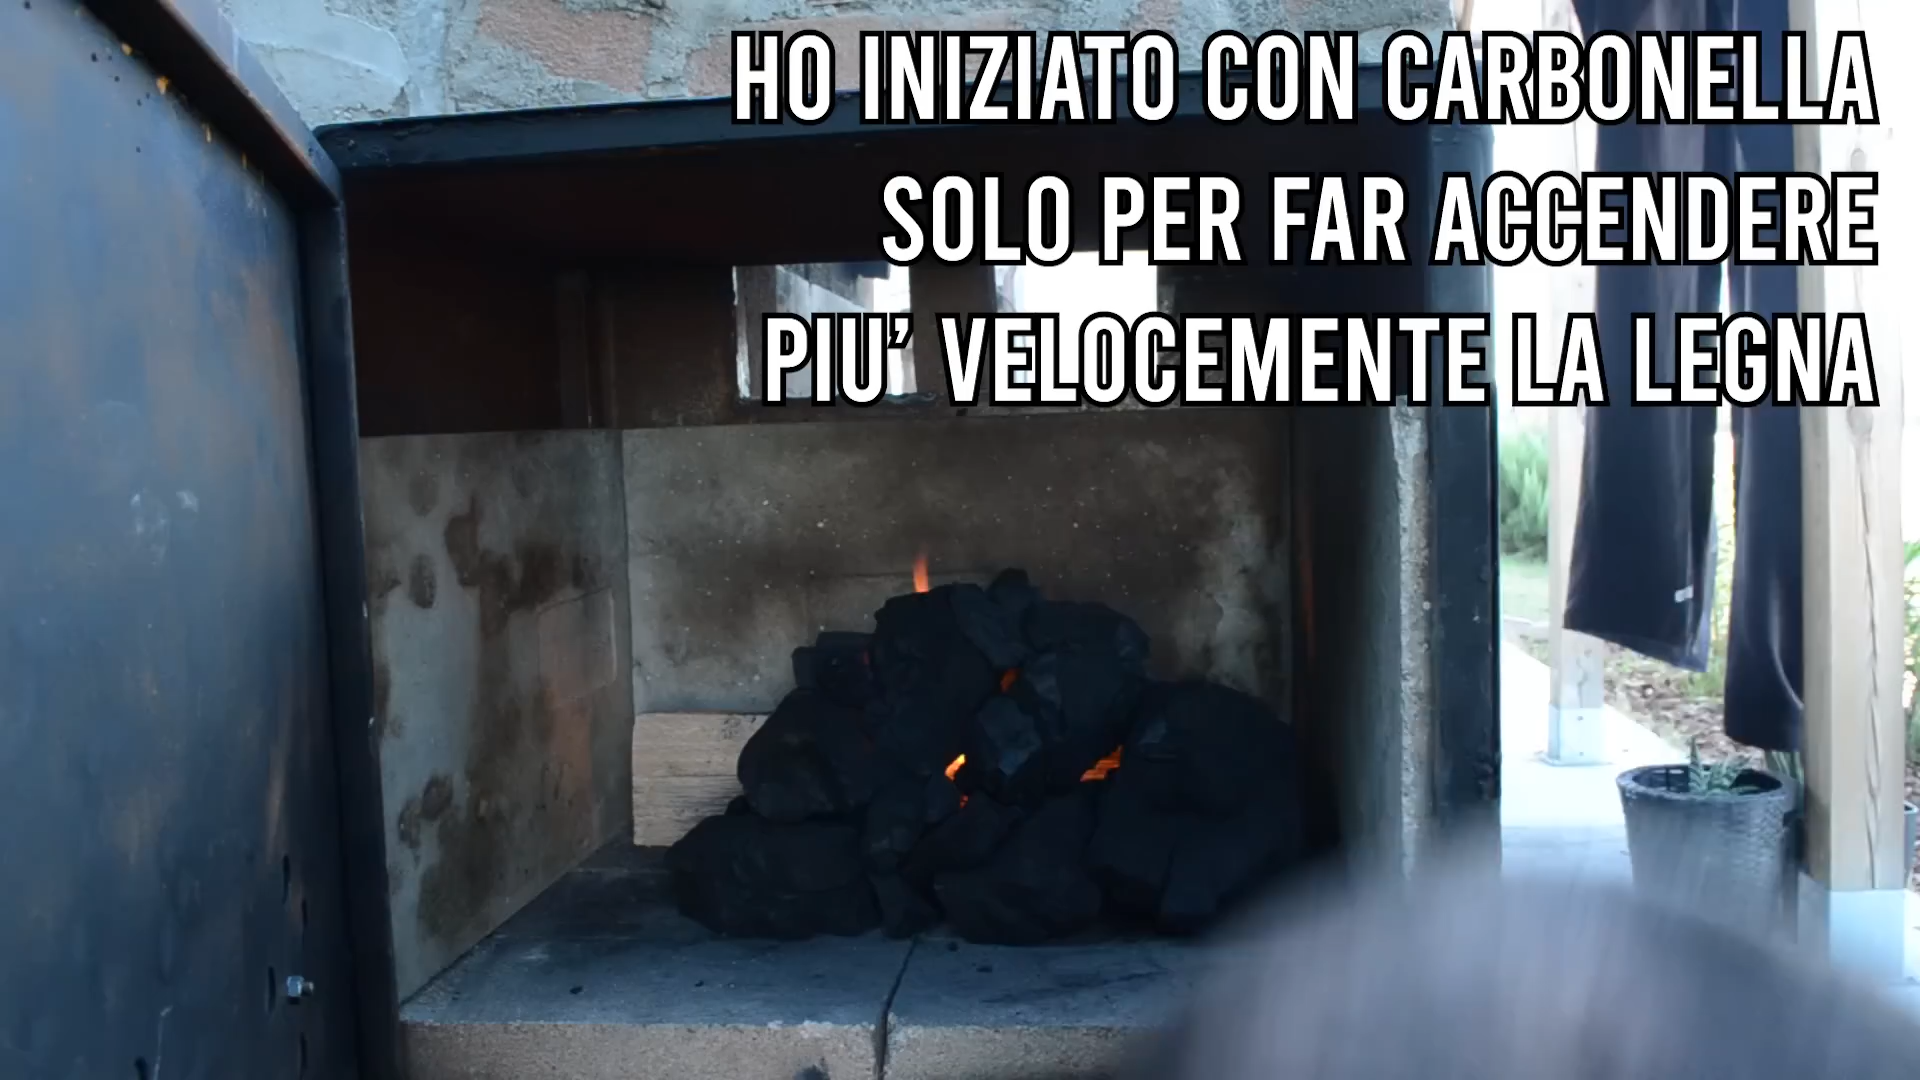 HO INIZIATO CON CARBONELLA
SOLO PER FAR ACCENDERE
PIU' VELOCEMENTE LA LEGNA